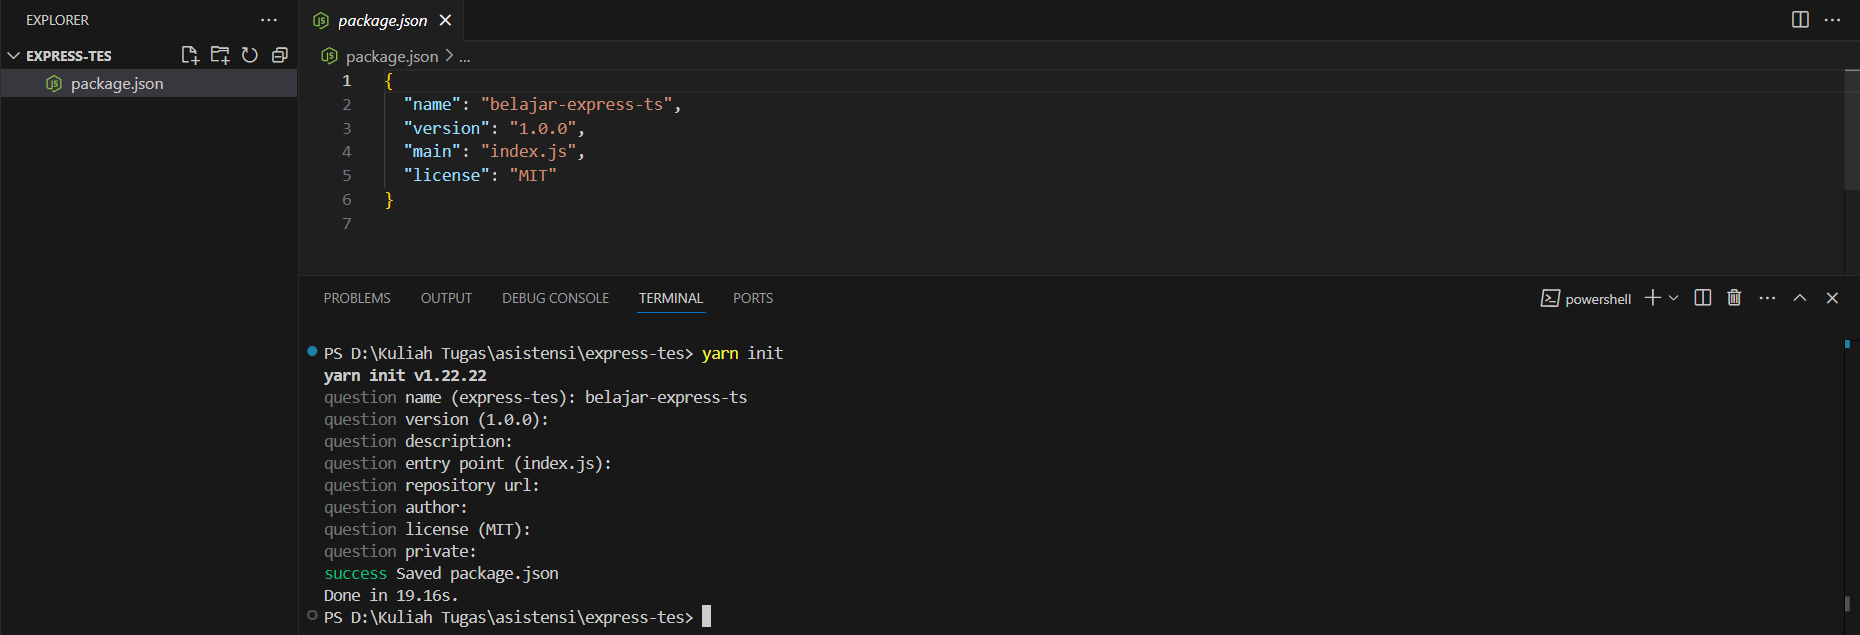 EXPLORER
EXPRESS-TES
package.json
package.json
package.json > ...
1 {
2 "name": "belajar-express-ts",
3 "version": "1.0.0",
4 "main": "index.js",
5 "license": "MIT"
6 }
7
PROBLEMS OUTPUT DEBUG CONSOLE TERMINAL PORTS
powershell
PS D:\Kuliah Tugas\asistensi\express-tes> yarn init
yarn init v1.22.22
question name (express-tes): belajar-express-ts
question version (1.0.0):
question description:
question entry point (index.js):
question repository url:
question author:
question license (MIT):
question private:
success Saved package.json
Done in 19.16s.
PS D:\Kuliah Tugas\asistensi\express-tes>